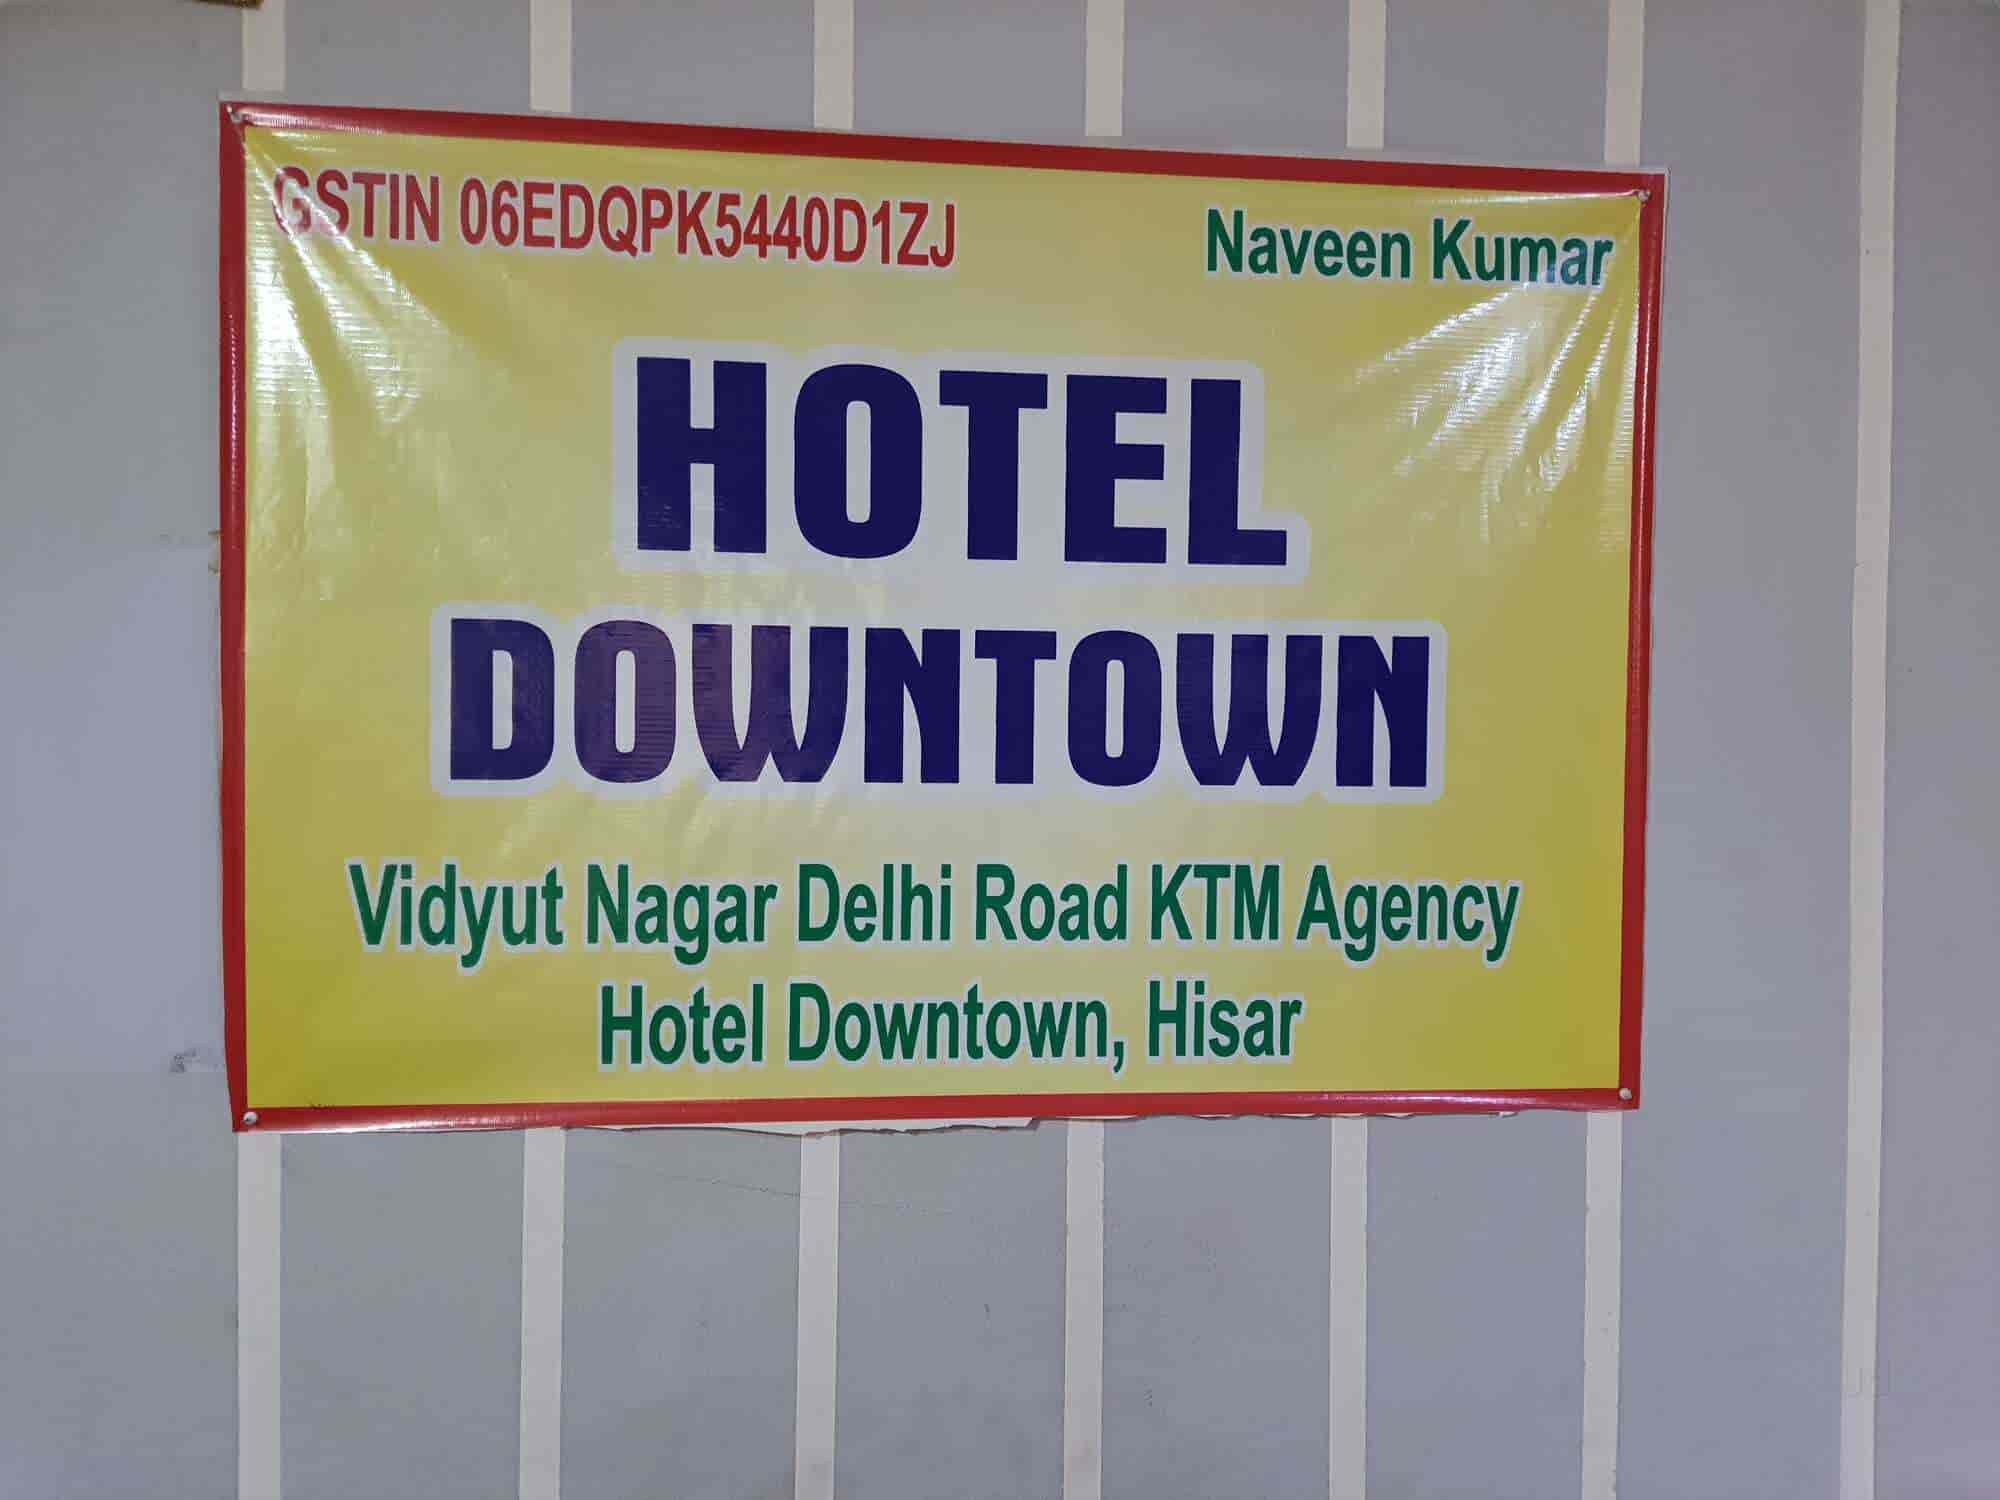 GSTIN 06EDQPK5440D1ZJ
Naveen Kumar
HOTEL
DOWNTOWN
Vidyut Nagar Delhi Road KTM Agency
Hotel Downtown, Hisar